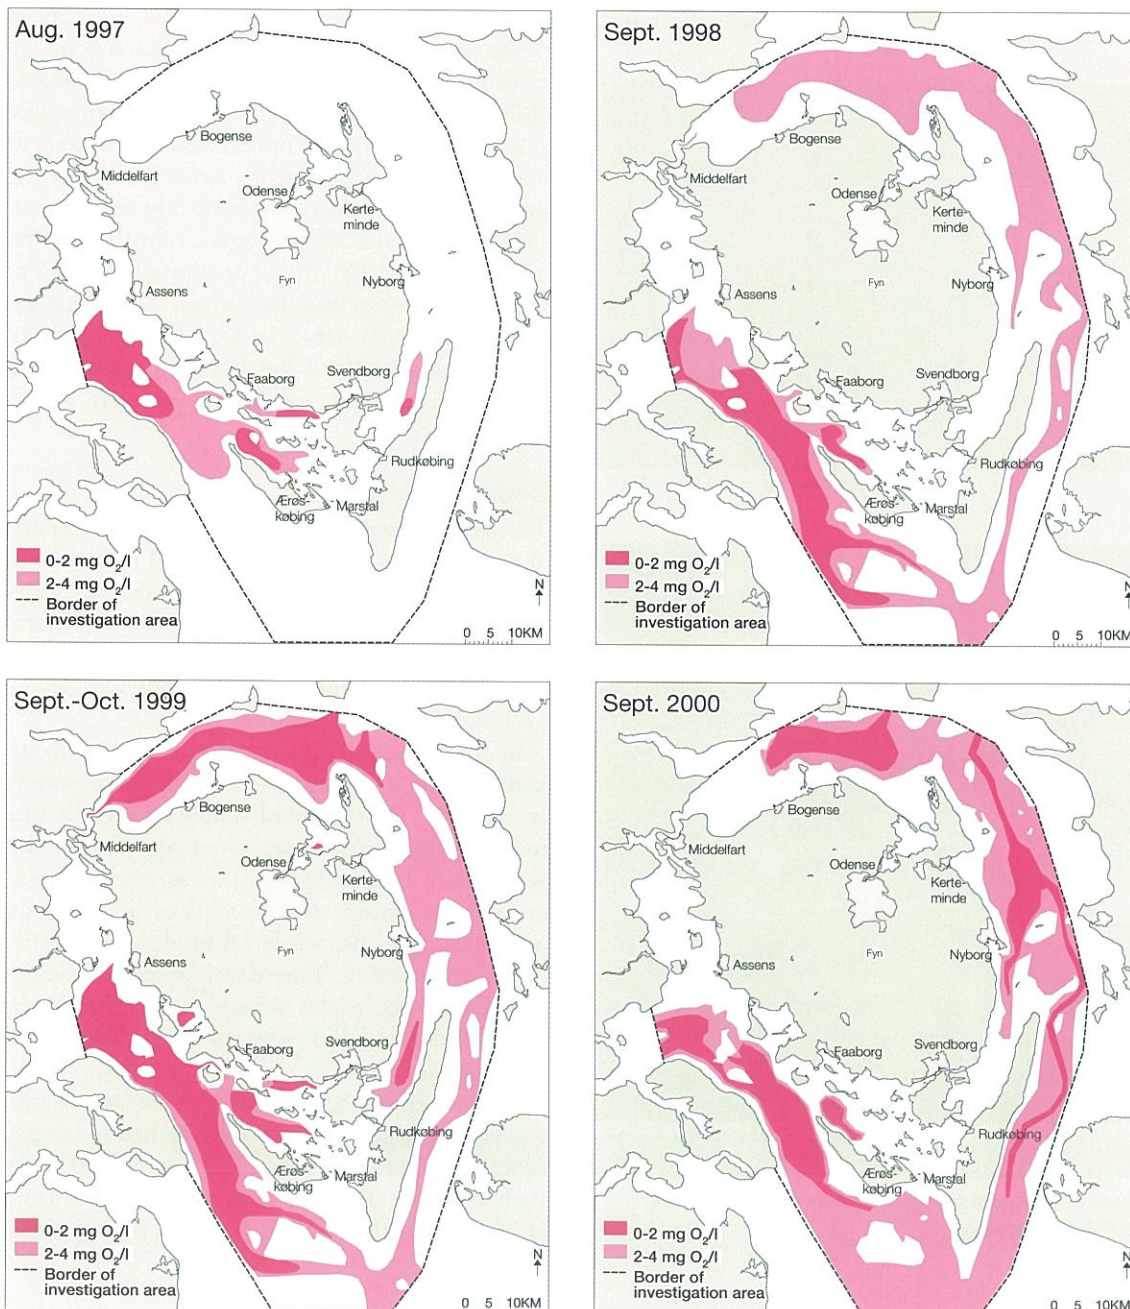 Aug. 1997
Bogense
Middelfart
Odense
Kerte-
minde
Fyn
Nyborg
Assens
Faaborg
Svendborg
Rudkøbing
Ærøs-
købing
Marstal
0-2 mg O₂/l
2-4 mg O₂/l
Border of
investigation area
N
0 5 10KM
Sept. 1998
Bogense
Middelfart
Odense
Kerte-
minde
Fyn
Nyborg
Assens
Faaborg
Svendborg
Rudkøbing
Ærøs-
købing
Marstal
0-2 mg O₂/l
2-4 mg O₂/l
Border of
investigation area
N
0 5 10KM
Sept.-Oct. 1999
Bogense
Middelfart
Odense
Kerte-
minde
Fyn
Nyborg
Assens
Faaborg
Svendborg
Rudkøbing
Ærøs-
købing
Marstal
0-2 mg O₂/l
2-4 mg O₂/l
Border of
investigation area
N
0 5 10KM
Sept. 2000
Bogense
Middelfart
Odense
Kerte-
minde
Fyn
Nyborg
Assens
Faaborg
Svendborg
Rudkøbing
Ærøs-
købing
Marstal
0-2 mg O₂/l
2-4 mg O₂/l
Border of
investigation area
N
0 5 10KM